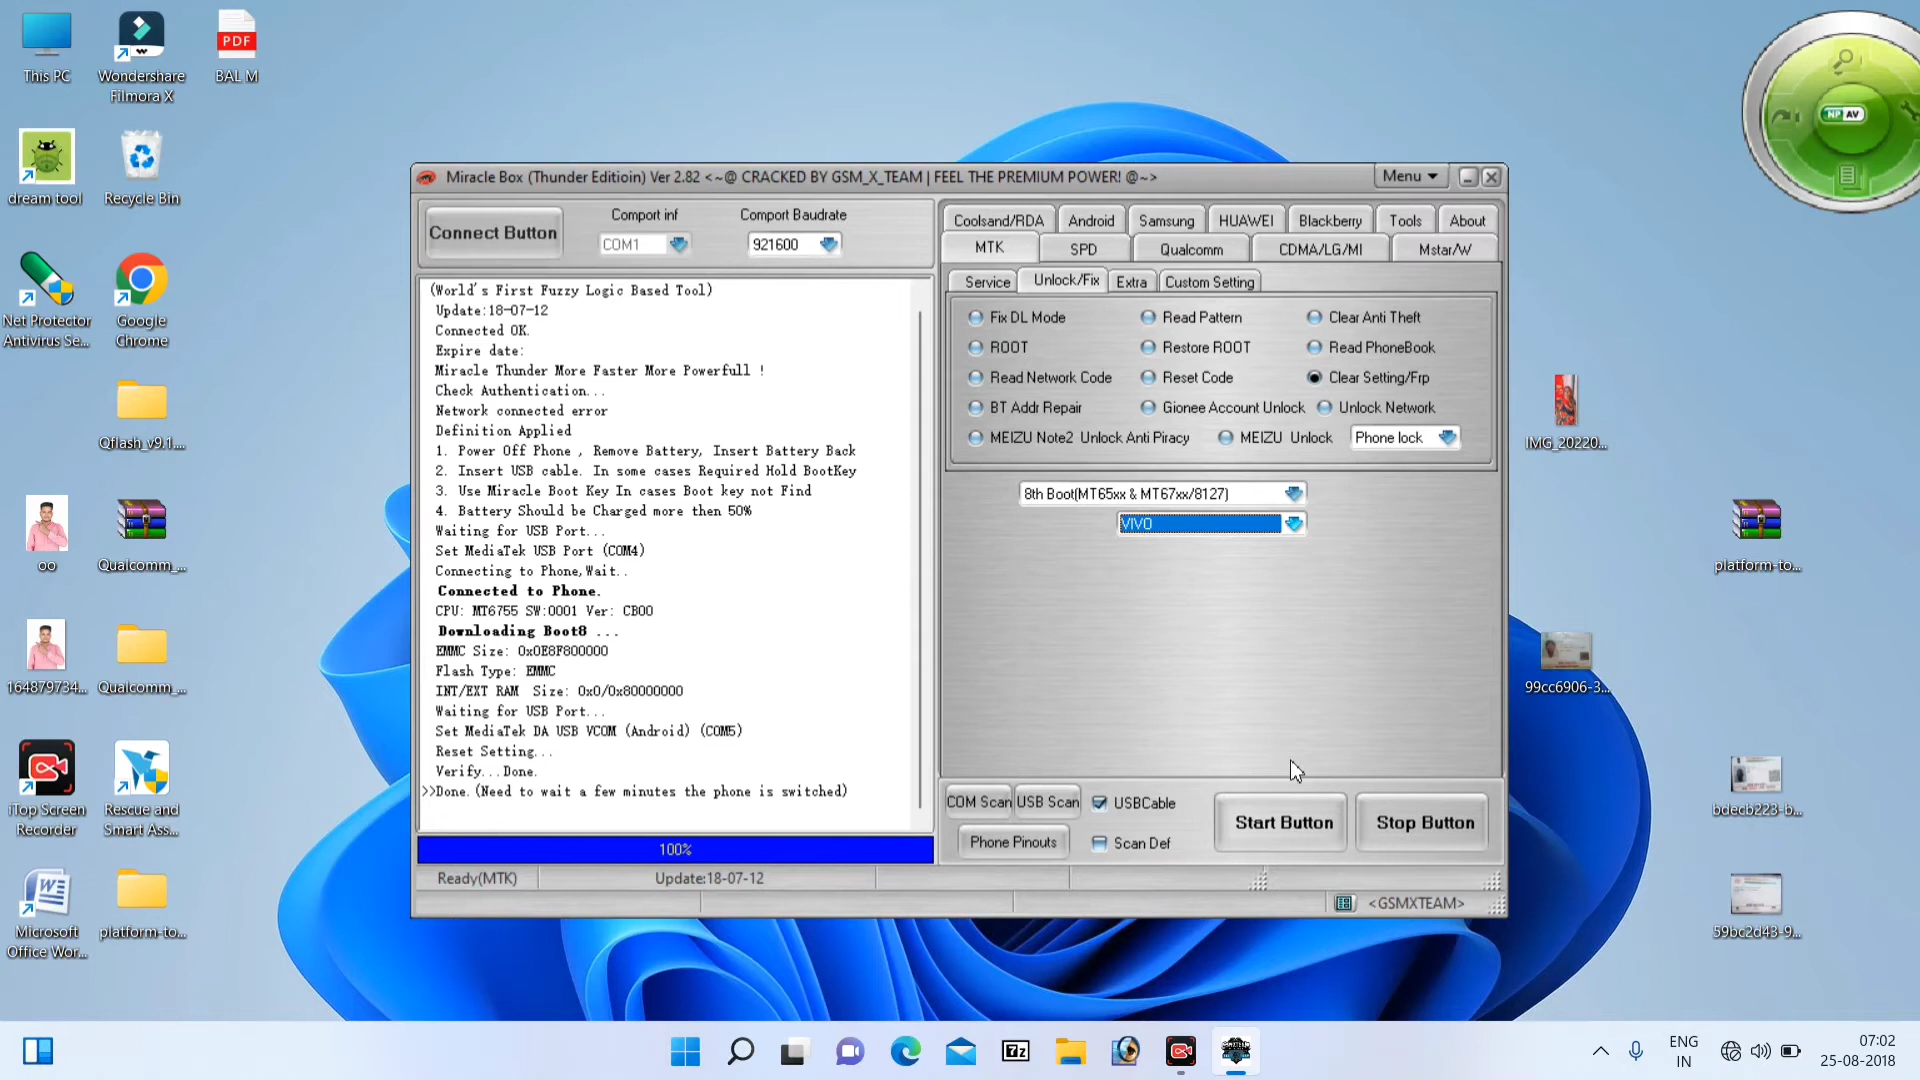 This PC
Wondershare
Filmora X
PDF
BAL M
dream tool
Recycle Bin
Net Protector
Antivirus Se...
Google
Chrome
Qflash_v9.1....
oo
Qualcomm_...
164879734...
Qualcomm_...
iTop Screen
Recorder
Rescue and
Smart Ass...
Microsoft
Office Wor...
platform-to...
Miracle Box (Thunder Editioin) Ver 2.82 <~@ CRACKED BY GSM_X_TEAM | FEEL THE PREMIUM POWER! @~>
Menu
Connect Button
Comport inf
COM1
Comport Baudrate
921600
(World's First Fuzzy Logic Based Tool)
Update:18-07-12
Connected OK.
Expire date:
Miracle Thunder More Faster More Powerfull !
Check Authentication...
Network connected error
Definition Applied
1. Power Off Phone , Remove Battery, Insert Battery Back
2. Insert USB cable. In some cases Required Hold BootKey
3. Use Miracle Boot Key In cases Boot key not Find
4. Battery Should be Charged more then 50%
Waiting for USB Port...
Set MediaTek USB Port (COM4)
Connecting to Phone,Wait..
Connected to Phone.
CPU: MT6755 SW:0001 Ver: CB00
Downloading Boot8 ...
EMMC Size: 0x0E8F800000
Flash Type: EMMC
INT/EXT RAM Size: 0x0/0x80000000
Waiting for USB Port...
Set MediaTek DA USB VCOM (Android) (COM5)
Reset Setting...
Verify...Done.
>>Done.(Need to wait a few minutes the phone is switched)
100%
Ready(MTK)
Update:18-07-12
Coolsand/RDA
Android
Samsung
HUAWEI
Blackberry
Tools
About
MTK
SPD
Qualcomm
CDMA/LG/MI
Mstar/W
Service
Unlock/Fix
Extra
Custom Setting
Fix DL Mode
Read Pattern
Clear Anti Theft
ROOT
Restore ROOT
Read PhoneBook
Read Network Code
Reset Code
Clear Setting/Frp
BT Addr Repair
Gionee Account Unlock
Unlock Network
MEIZU Note2 Unlock Anti Piracy
MEIZU Unlock
Phone lock
8th Boot(MT65xx & MT67xx/8127)
VIVO
COM Scan
USB Scan
USBCable
Start Button
Stop Button
Phone Pinouts
Scan Def
<GSMXTEAM>
NP AV
IMG_20220...
platform-to...
99cc6906-3...
bdecb223-b...
59bc2d43-9...
7z
ENG
IN
07:02
25-08-2018